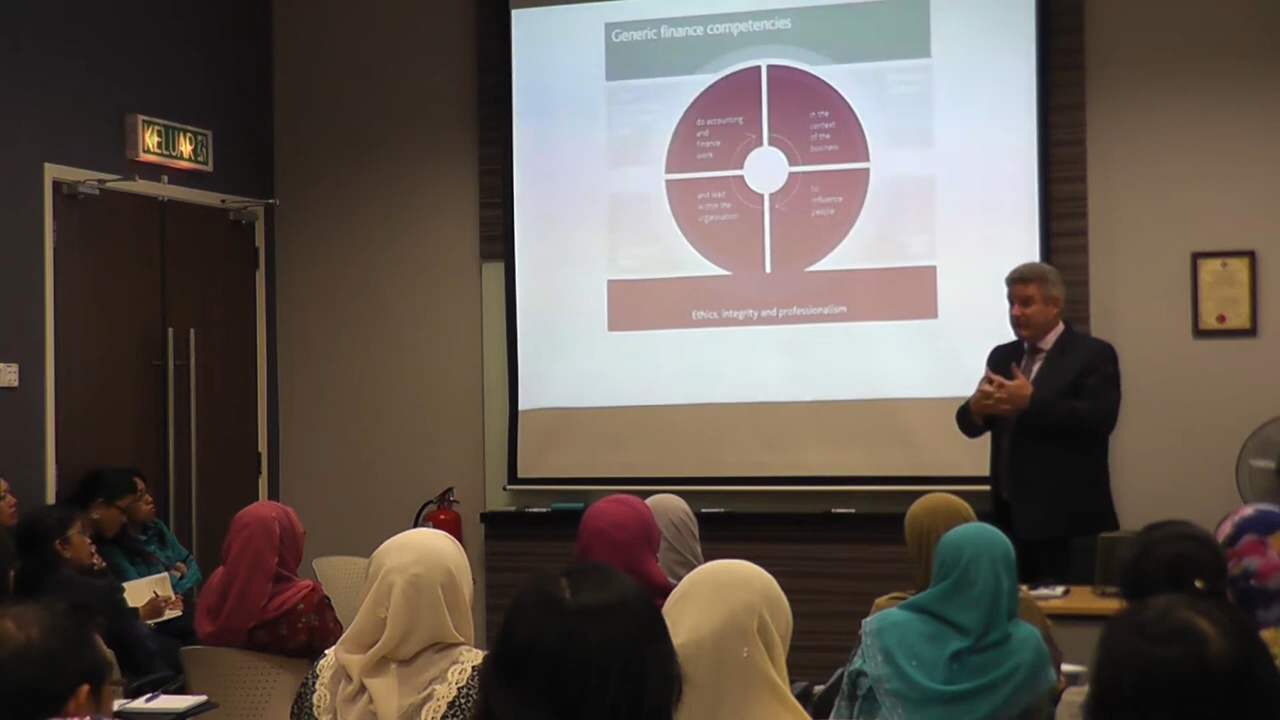 Generic finance competencies
KELUAR
do accounting
and
finance
work
in the
context
of the
business
and lead
within the
organisation
to
influence
people
Ethics, integrity and professionalism